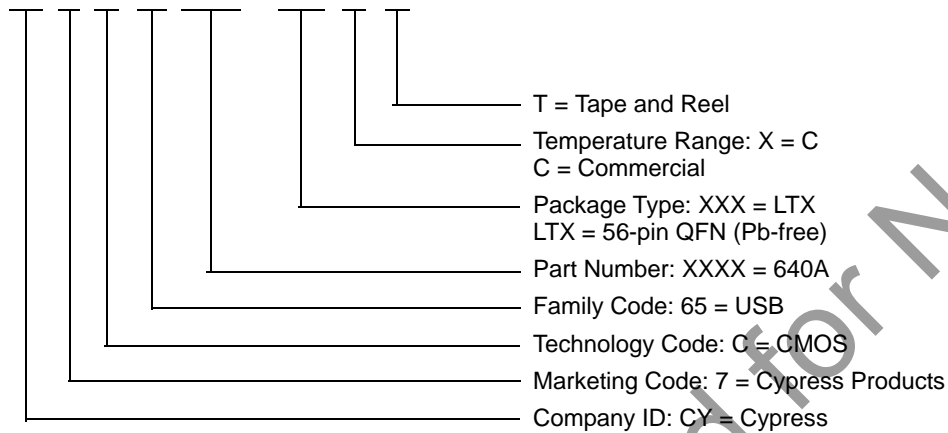 T = Tape and Reel
Temperature Range: X = C
C = Commercial
Package Type: XXX = LTX
LTX = 56-pin QFN (Pb-free)
Part Number: XXXX = 640A
Family Code: 65 = USB
Technology Code: C = CMOS
Marketing Code: 7 = Cypress Products
Company ID: CY = Cypress
d for N